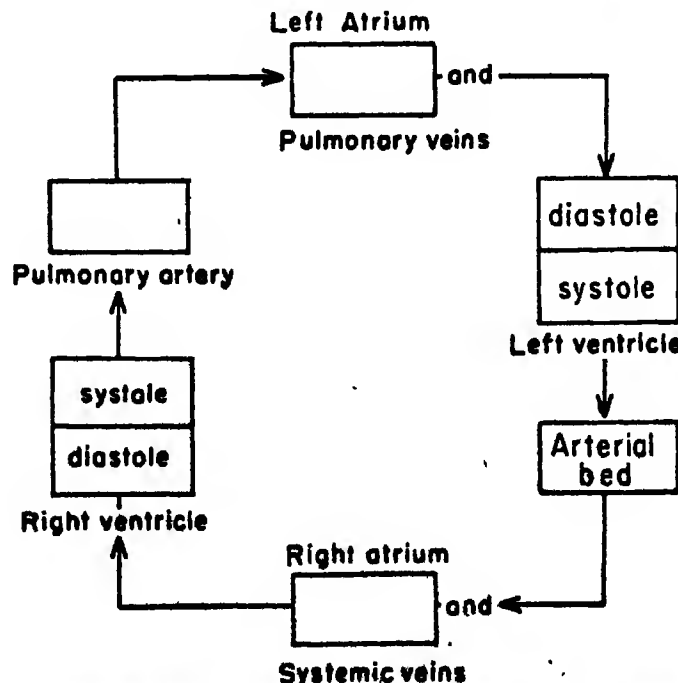 Left Atrium
and
Pulmonary veins
diastole
systole
Left ventricle
Pulmonary artery
systale
diastole
Right ventricle
Arterial
bed
Right atrium
and
Systemic veins